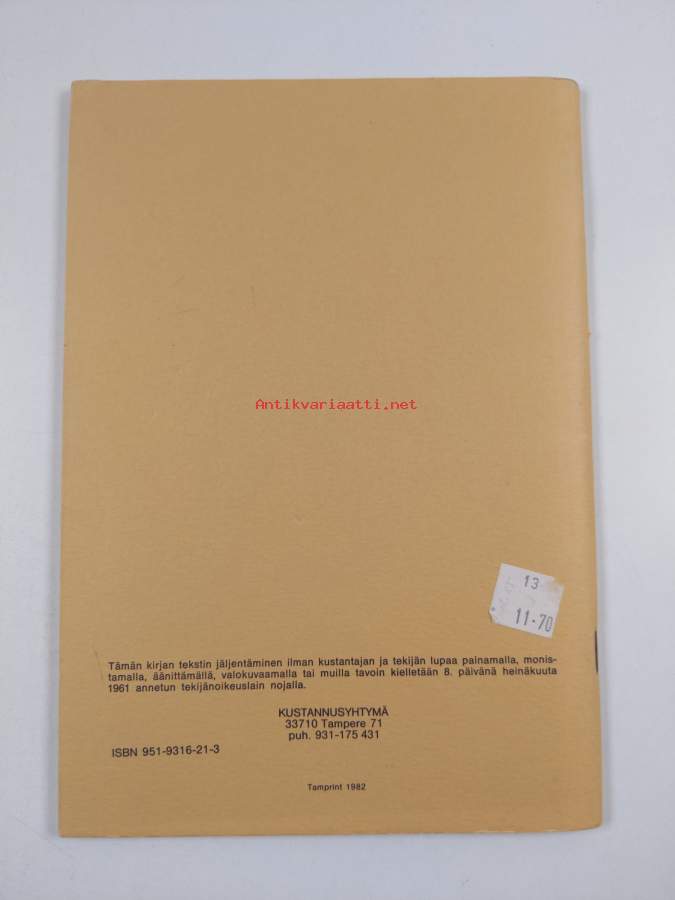 Antikvariaatti.net
13
11-70
Tämän kirjan tekstin jäljentäminen ilman kustantajan ja tekijän lupaa painamalla, monis-
tamalla, äänittämällä, valokuvaamalla tai muilla tavoin kielletään 8. päivänä heinäkuuta
1961 annetun tekijänoikeuslain nojalla.
KUSTANNUSYHTYMÄ
33710 Tampere 71
puh. 931-175 431
ISBN 951-9316-21-3
Tamprint 1982